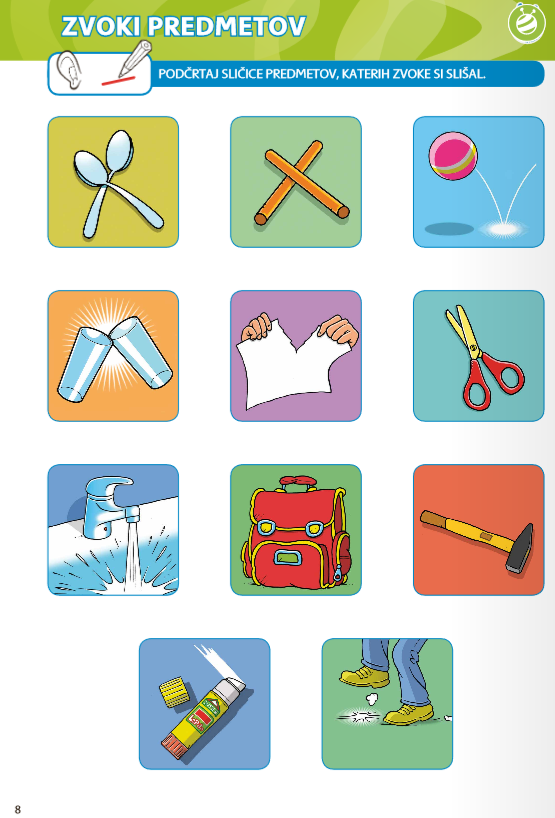 ZVOKI PREDMETOV
PODČRTAJ SLIČICE PREDMETOV, KATERIH ZVOKE SI SLIŠAL.
8